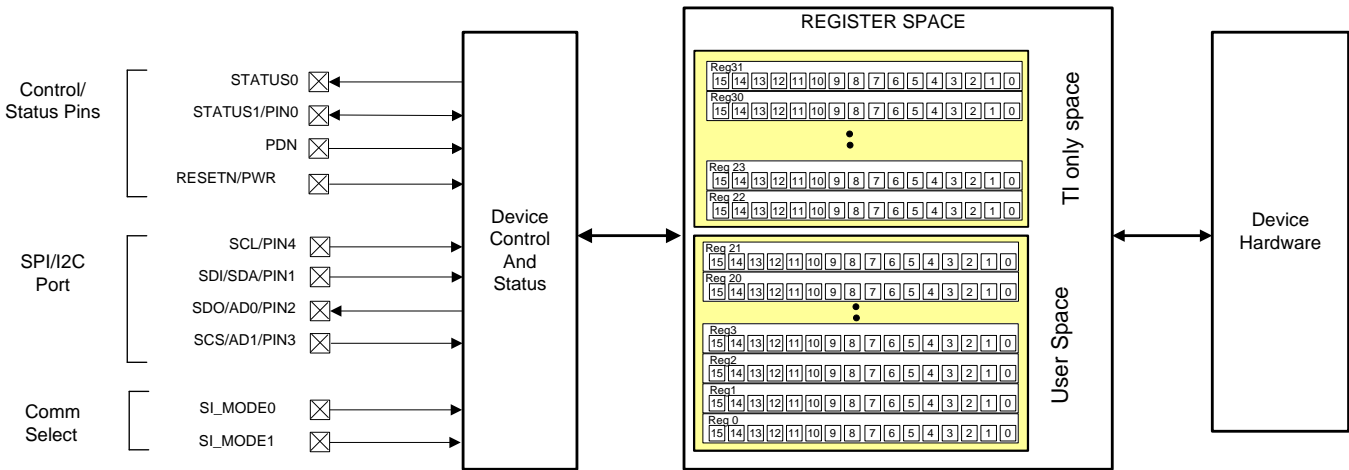 Control/
Status Pins
STATUS0
STATUS1/PIN0
PDN
RESETN/PWR
SPI/I2C
Port
SCL/PIN4
SDI/SDA/PIN1
SDO/AD0/PIN2
SCS/AD1/PIN3
Comm
Select
SI_MODE0
SI_MODE1
Device
Control
And
Status
REGISTER SPACE
Reg31
15 14 13 12 11 10 9 8 7 6 5 4 3 2 1 0
Reg30
15 14 13 12 11 10 9 8 7 6 5 4 3 2 1 0
Reg 23
15 14 13 12 11 10 9 8 7 6 5 4 3 2 1 0
Reg 22
15 14 13 12 11 10 9 8 7 6 5 4 3 2 1 0
TI only space
Reg 21
15 14 13 12 11 10 9 8 7 6 5 4 3 2 1 0
Reg 20
15 14 13 12 11 10 9 8 7 6 5 4 3 2 1 0
Reg3
15 14 13 12 11 10 9 8 7 6 5 4 3 2 1 0
Reg2
15 14 13 12 11 10 9 8 7 6 5 4 3 2 1 0
Reg1
15 14 13 12 11 10 9 8 7 6 5 4 3 2 1 0
Reg 0
15 14 13 12 11 10 9 8 7 6 5 4 3 2 1 0
User Space
Device
Hardware